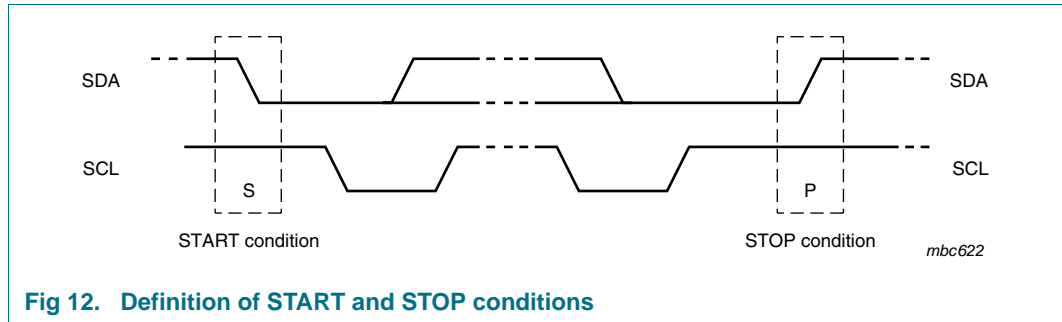 SDA
SDA
SCL
SCL
S
P
START condition
STOP condition
mbc622
Fig 12. Definition of START and STOP conditions